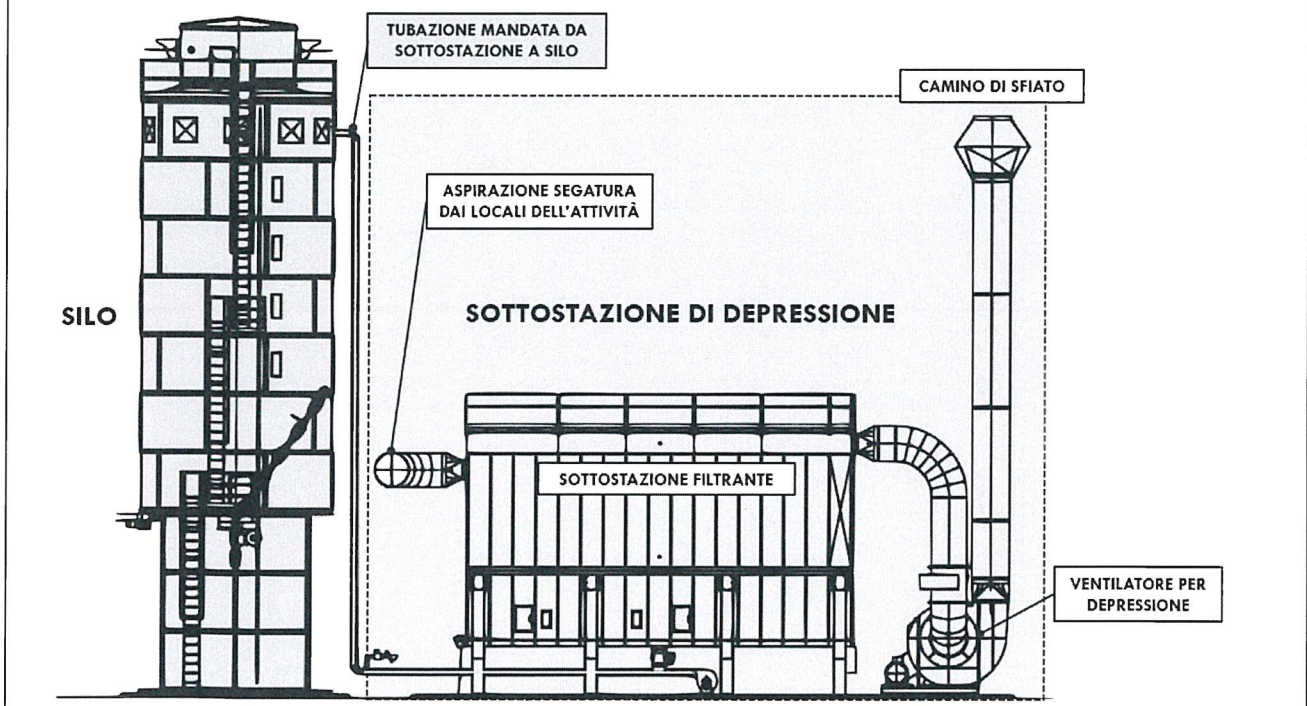 TUBAZIONE MANDATA DA
SOTTOSTAZIONE A SILO
CAMINO DI SFIATO
ASPIRAZIONE SEGATURA
DAI LOCALI DELL'ATTIVITÀ
SILO
SOTTOSTAZIONE DI DEPRESSIONE
SOTTOSTAZIONE FILTRANTE
VENTILATORE PER
DEPRESSIONE